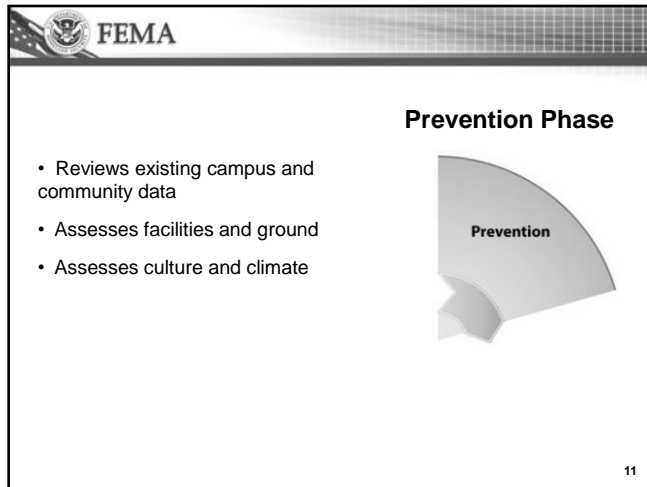 FEMA
Prevention Phase
• Reviews existing campus and
community data
• Assesses facilities and ground
• Assesses culture and climate
Prevention
11